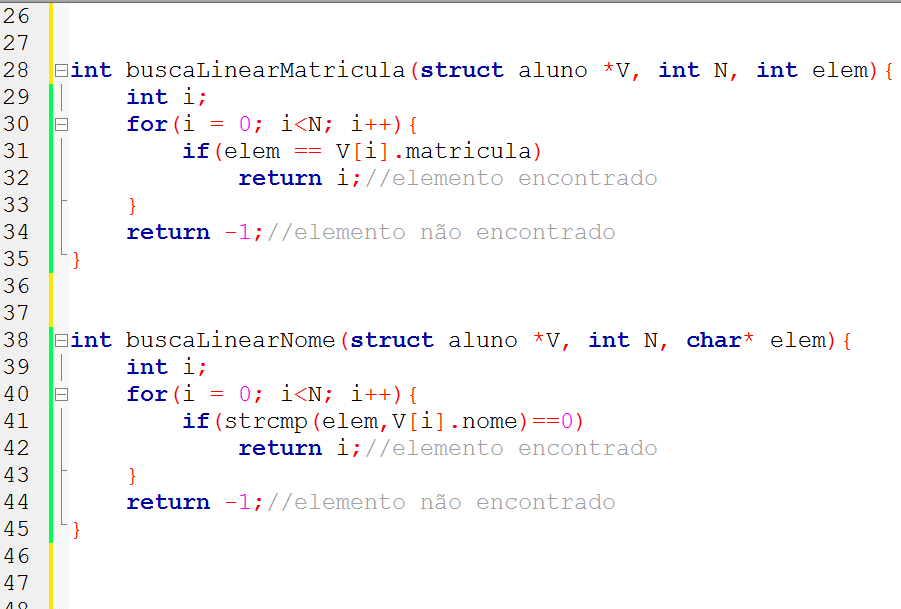 26
27
28 int buscaLinearMatricula(struct aluno *V, int N, int elem){
29     int i;
30     for(i = 0; i<N; i++){
31         if(elem == V[i].matricula)
32             return i;//elemento encontrado
33     }
34     return -1;//elemento não encontrado
35 }
36
37
38 int buscaLinearNome(struct aluno *V, int N, char* elem){
39     int i;
40     for(i = 0; i<N; i++){
41         if(strcmp(elem,V[i].nome)==0)
42             return i;//elemento encontrado
43     }
44     return -1;//elemento não encontrado
45 }
46
47